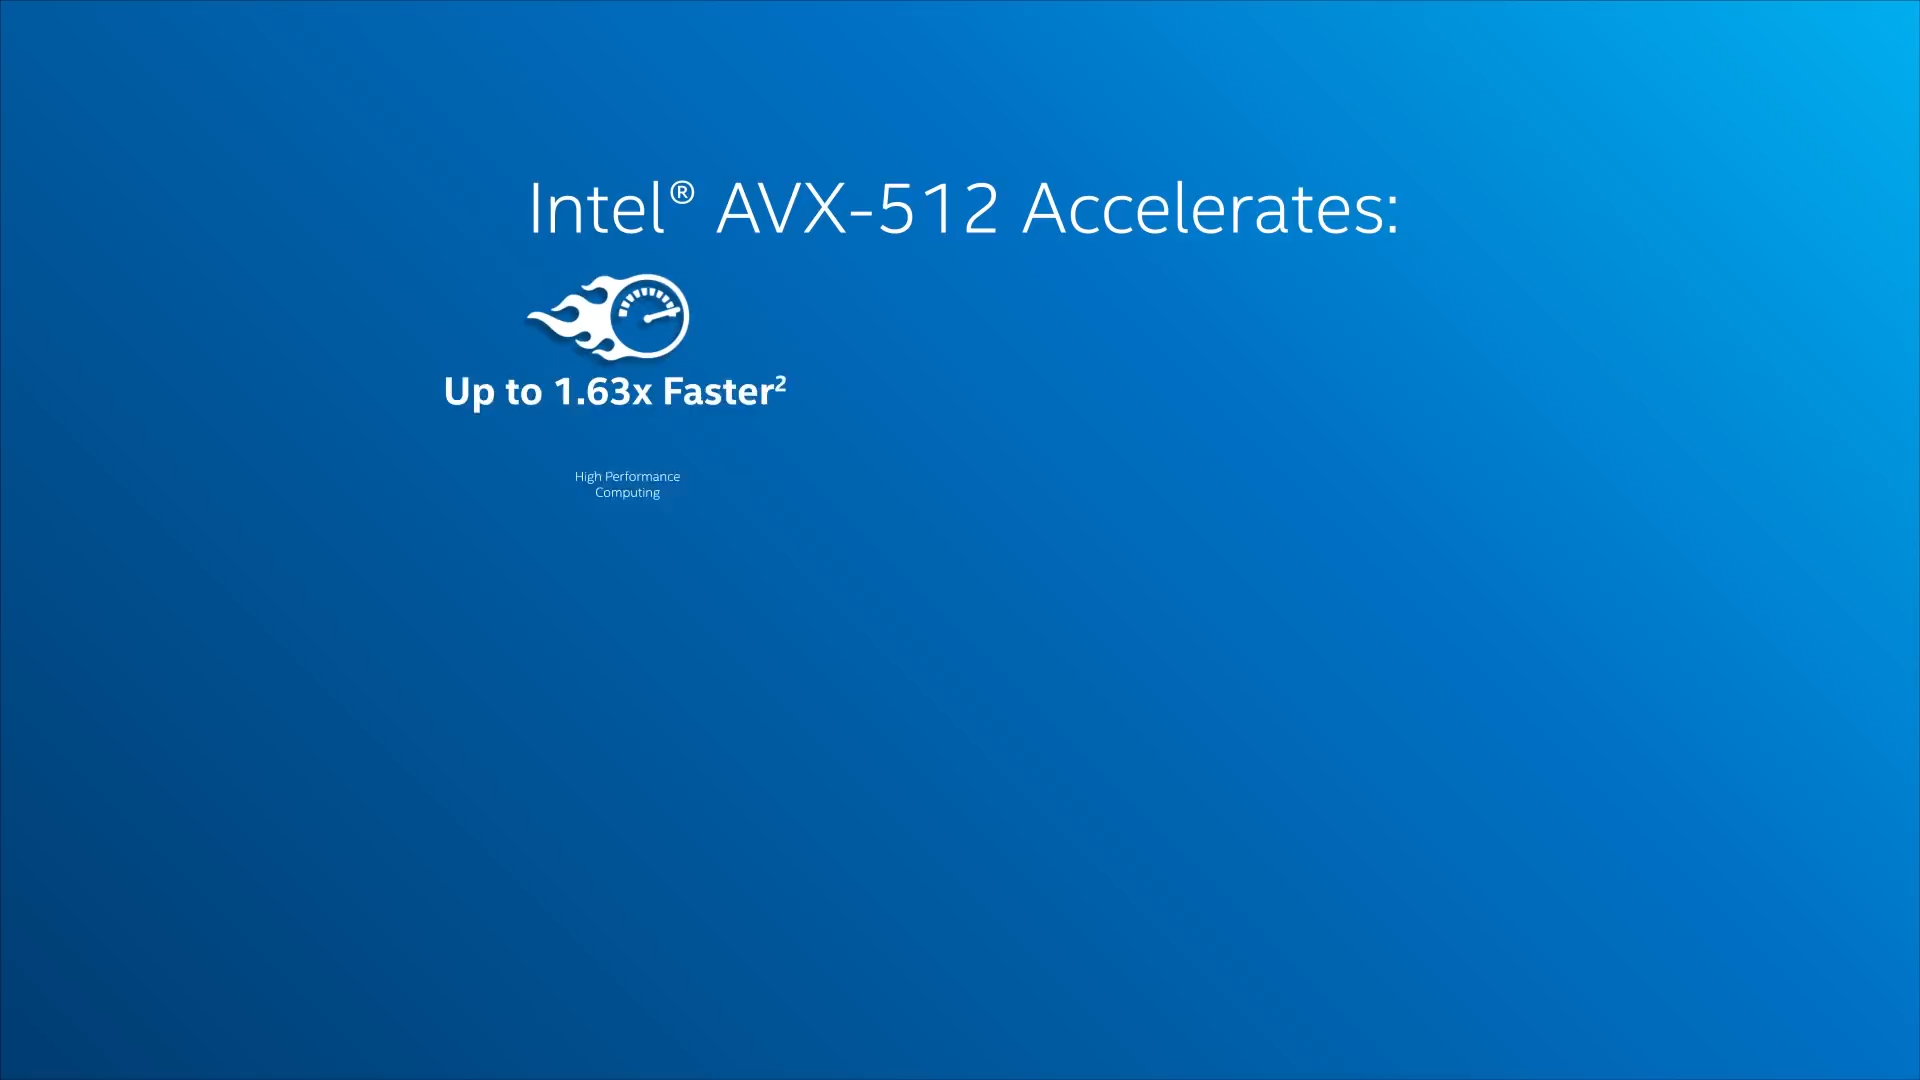 Intel® AVX-512 Accelerates:
Up to 1.63x Faster²
High Performance
Computing